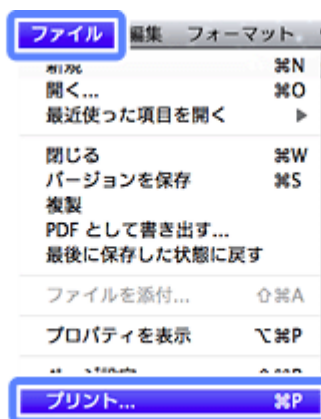 ファイル 編集 フォーマット
新規 ⌘N
開く... ⌘O
最近使った項目を開く ▶
閉じる ⌘W
バージョンを保存 ⌘S
複製
PDF として書き出す...
最後に保存した状態に戻す
ファイルを添付... ⇧⌘A
プロパティを表示 ⌥⌘P
プリント... ⌘P